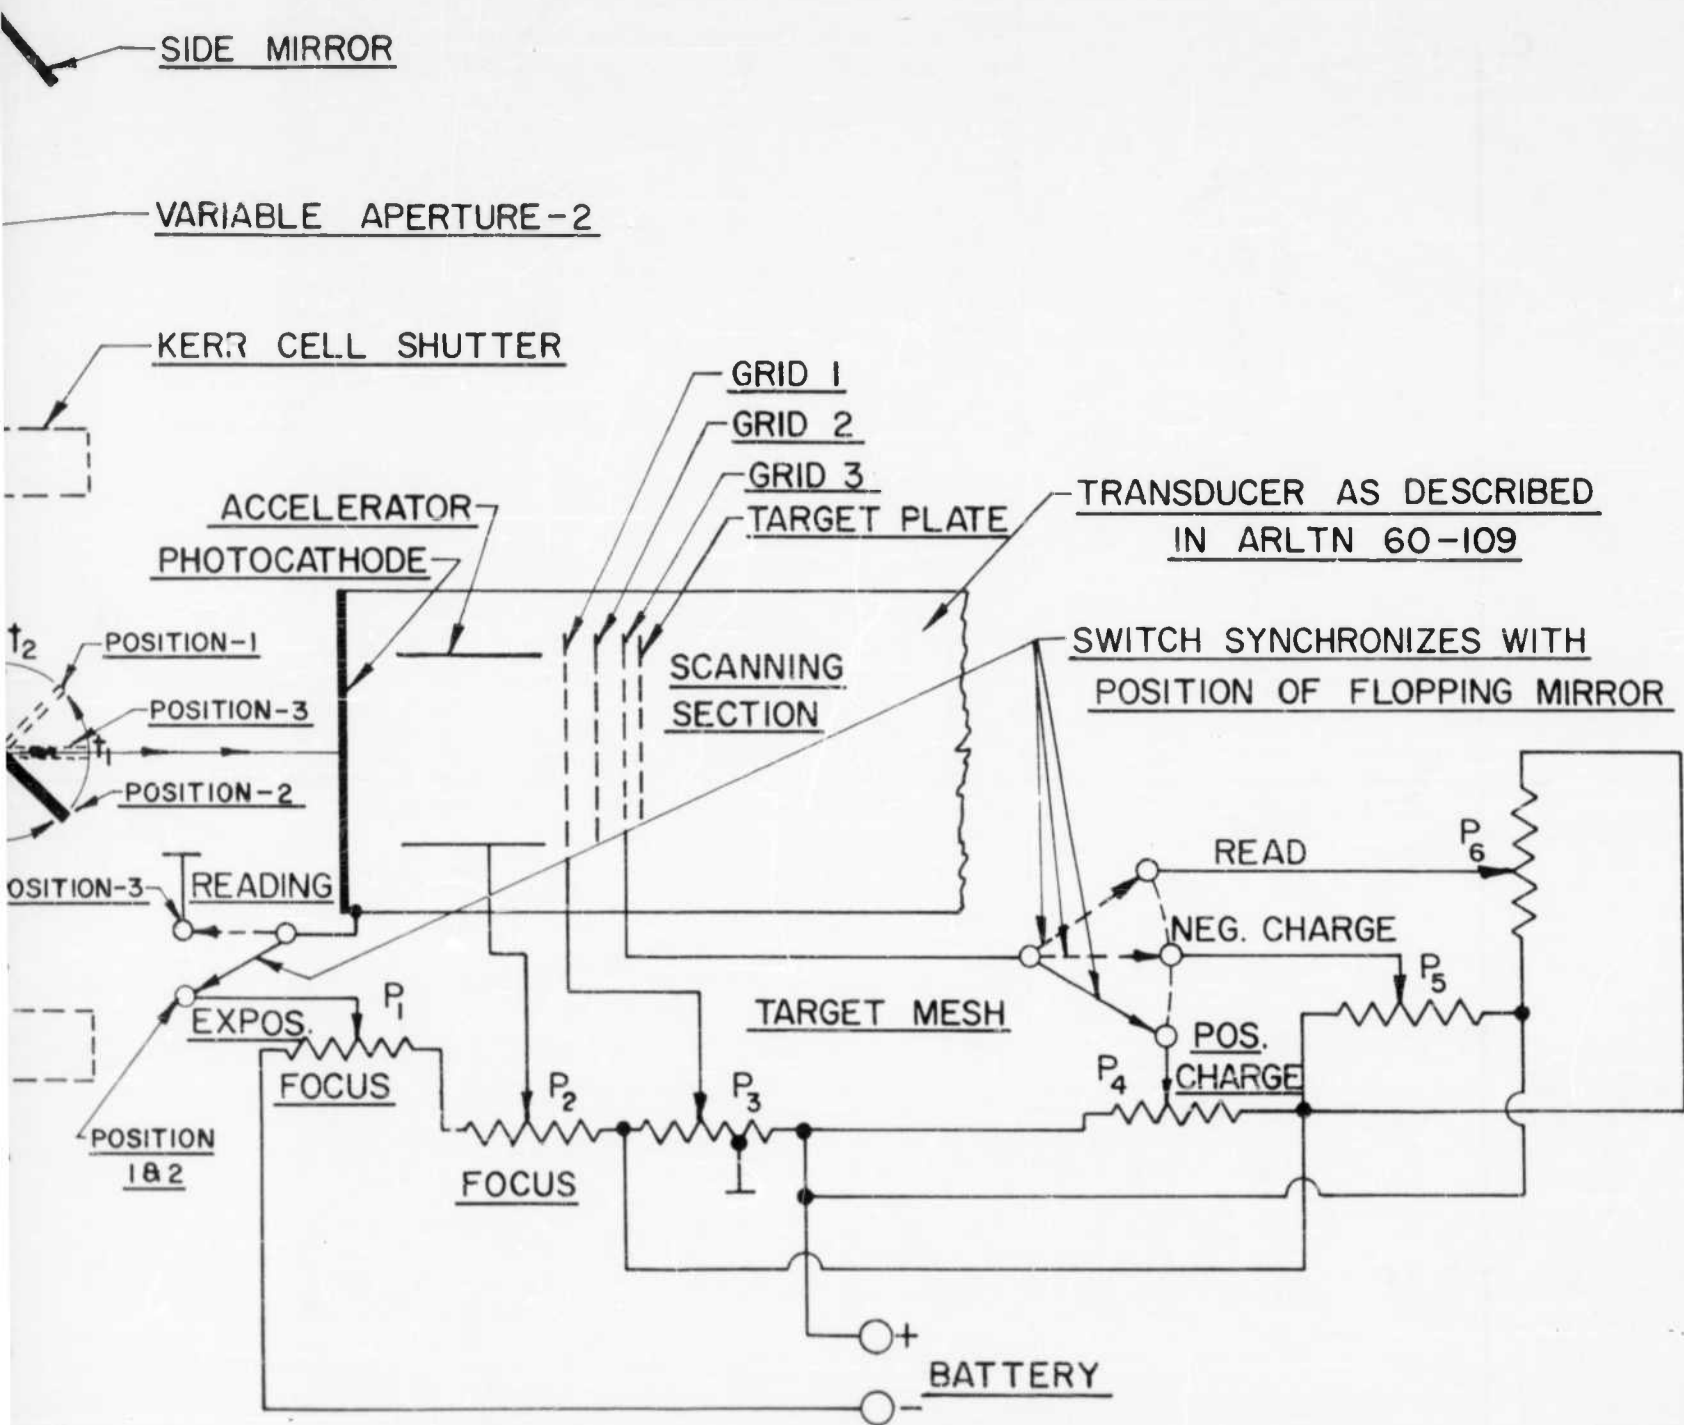 SIDE MIRROR
VARIABLE APERTURE-2
KERR CELL SHUTTER
GRID 1
GRID 2
GRID 3
TARGET PLATE
ACCELERATOR
PHOTOCATHODE
TRANSDUCER AS DESCRIBED
IN ARLTN 60-109
t2
POSITION-1
POSITION-3
t1
POSITION-2
SCANNING
SECTION
SWITCH SYNCHRONIZES WITH
POSITION OF FLOPPING MIRROR
OSITION-3
READING
READ
P6
NEG. CHARGE
P5
EXPOS.
P1
FOCUS
TARGET MESH
POS.
CHARGE
P4
P2
P3
POSITION
1&2
FOCUS
+
BATTERY
-